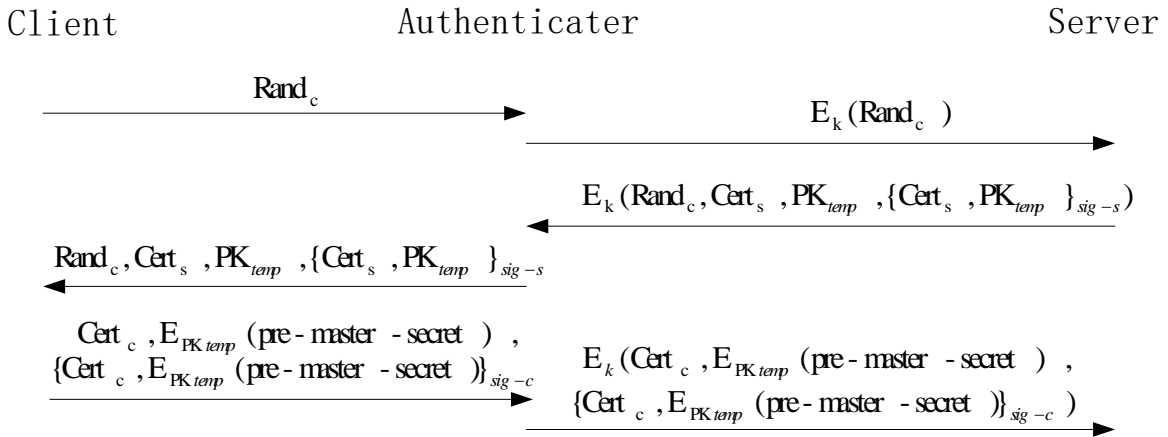 Client Authenticater Server
Rand_c
E_k (Rand_c )
E_k (Rand_c , Cert_s , PK_temp , {Cert_s , PK_temp }_sig-s )
Rand_c , Cert_s , PK_temp , {Cert_s , PK_temp }_sig-s
Cert_c , E_PKtemp (pre-master-secret ) ,
{Cert_c , E_PKtemp (pre-master-secret )}_sig-c
E_k (Cert_c , E_PKtemp (pre-master-secret ) ,
{Cert_c , E_PKtemp (pre-master-secret )}_sig-c )